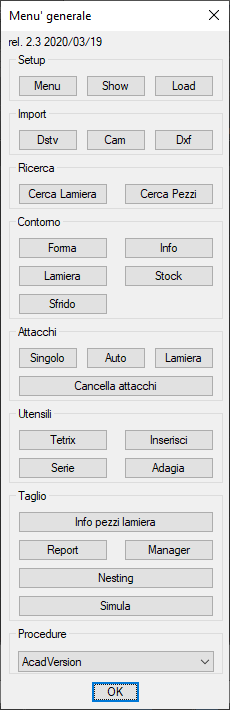 Menu' generale
rel. 2.3 2020/03/19
Setup
Menu Show Load
Import
Dstv Cam Dxf
Ricerca
Cerca Lamiera Cerca Pezzi
Contorno
Forma Info
Lamiera Stock
Sfrido
Attacchi
Singolo Auto Lamiera
Cancella attacchi
Utensili
Tetrix Inserisci
Serie Adagia
Taglio
Info pezzi lamiera
Report Manager
Nesting
Simula
Procedure
AcadVersion
OK